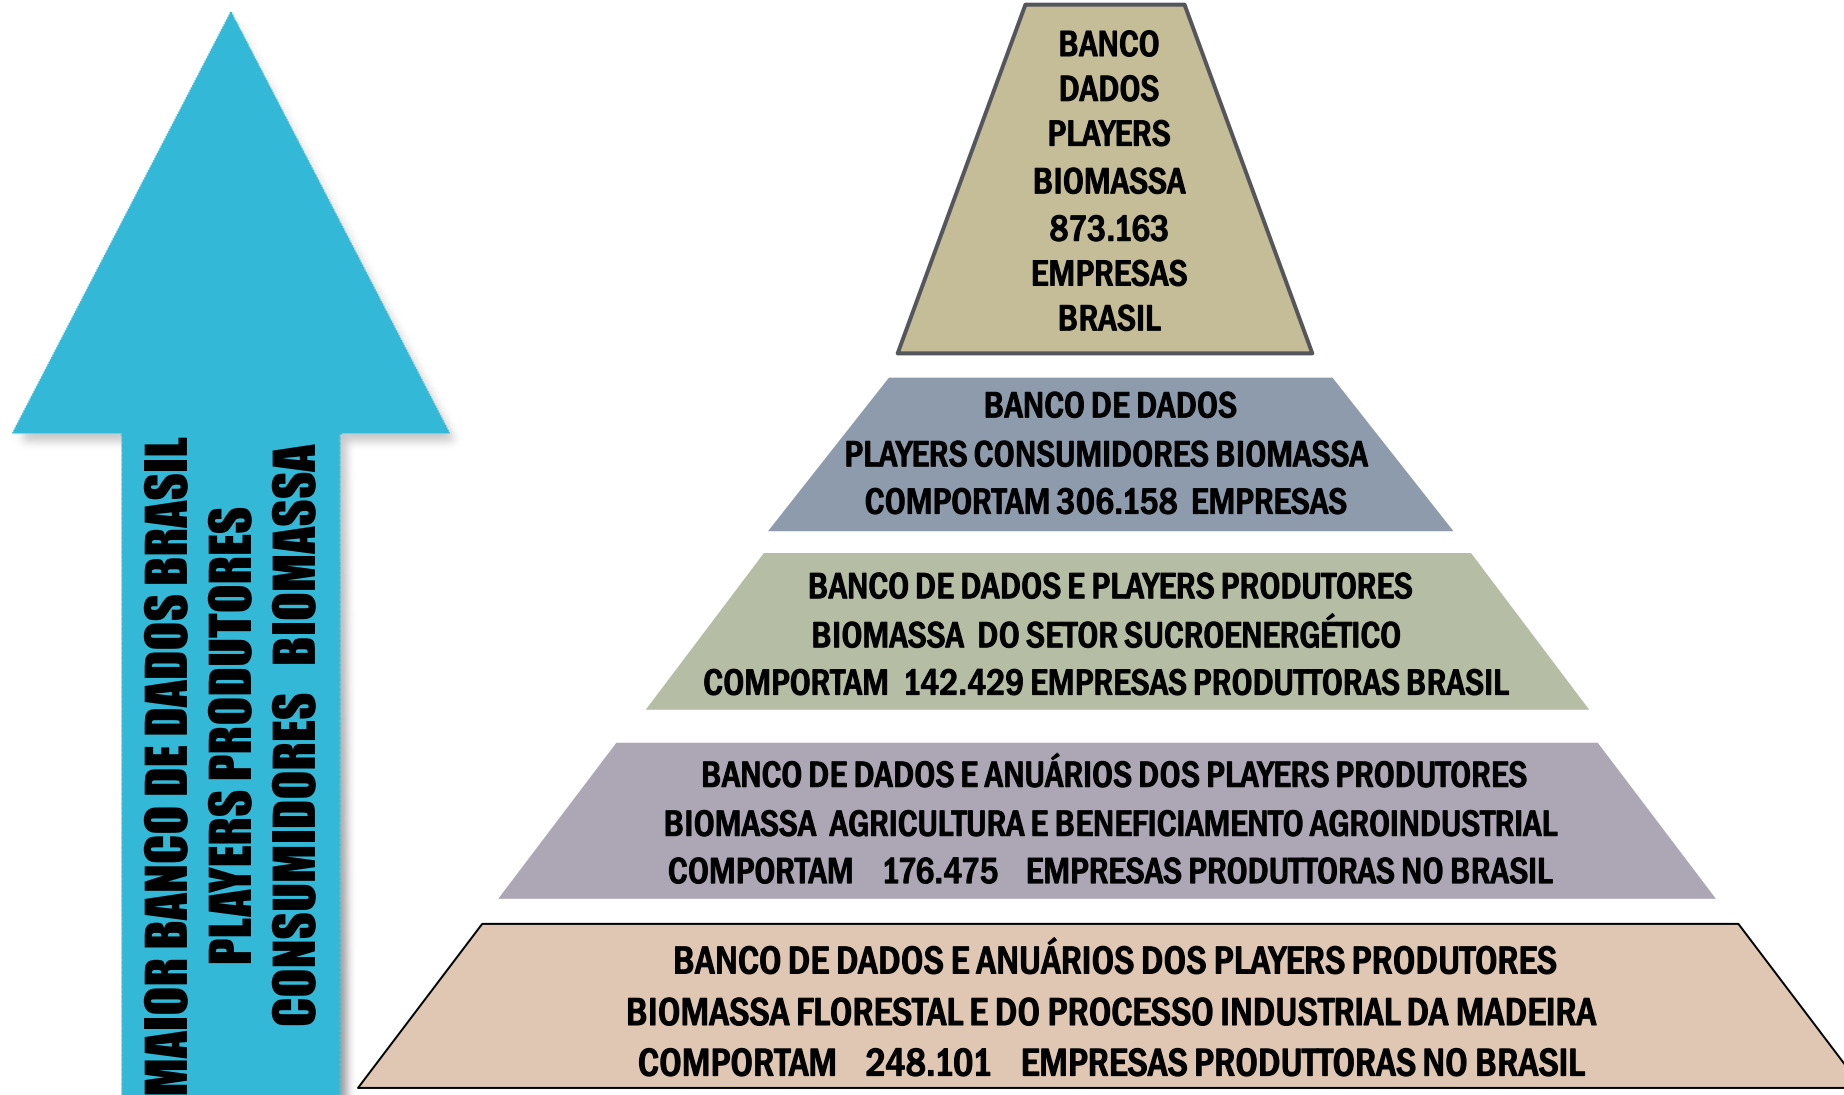 MAIOR BANCO DE DADOS BRASIL
PLAYERS PRODUTORES
CONSUMIDORES BIOMASSA
BANCO
DADOS
PLAYERS
BIOMASSA
873.163
EMPRESAS
BRASIL
BANCO DE DADOS
PLAYERS CONSUMIDORES BIOMASSA
COMPORTAM 306.158 EMPRESAS
BANCO DE DADOS E PLAYERS PRODUTORES
BIOMASSA DO SETOR SUCROENERGÉTICO
COMPORTAM 142.429 EMPRESAS PRODUTTORAS BRASIL
BANCO DE DADOS E ANUÁRIOS DOS PLAYERS PRODUTORES
BIOMASSA AGRICULTURA E BENEFICIAMENTO AGROINDUSTRIAL
COMPORTAM 176.475 EMPRESAS PRODUTTORAS NO BRASIL
BANCO DE DADOS E ANUÁRIOS DOS PLAYERS PRODUTORES
BIOMASSA FLORESTAL E DO PROCESSO INDUSTRIAL DA MADEIRA
COMPORTAM 248.101 EMPRESAS PRODUTTORAS NO BRASIL